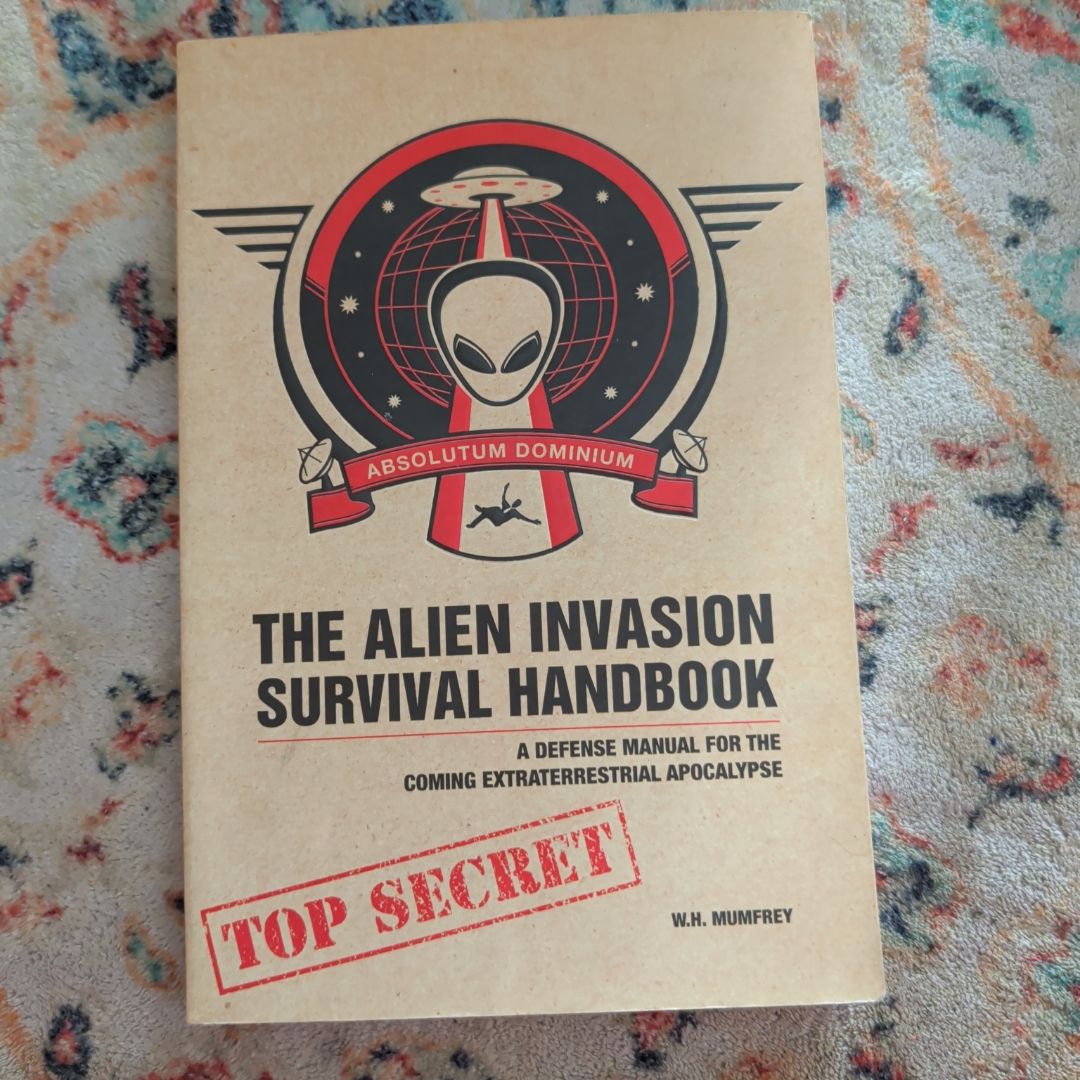 ABSOLUTUM DOMINIUM
THE ALIEN INVASION
SURVIVAL HANDBOOK
A DEFENSE MANUAL FOR THE
COMING EXTRATERRESTRIAL APOCALYPSE
TOP SECRET
W.H. MUMFREY